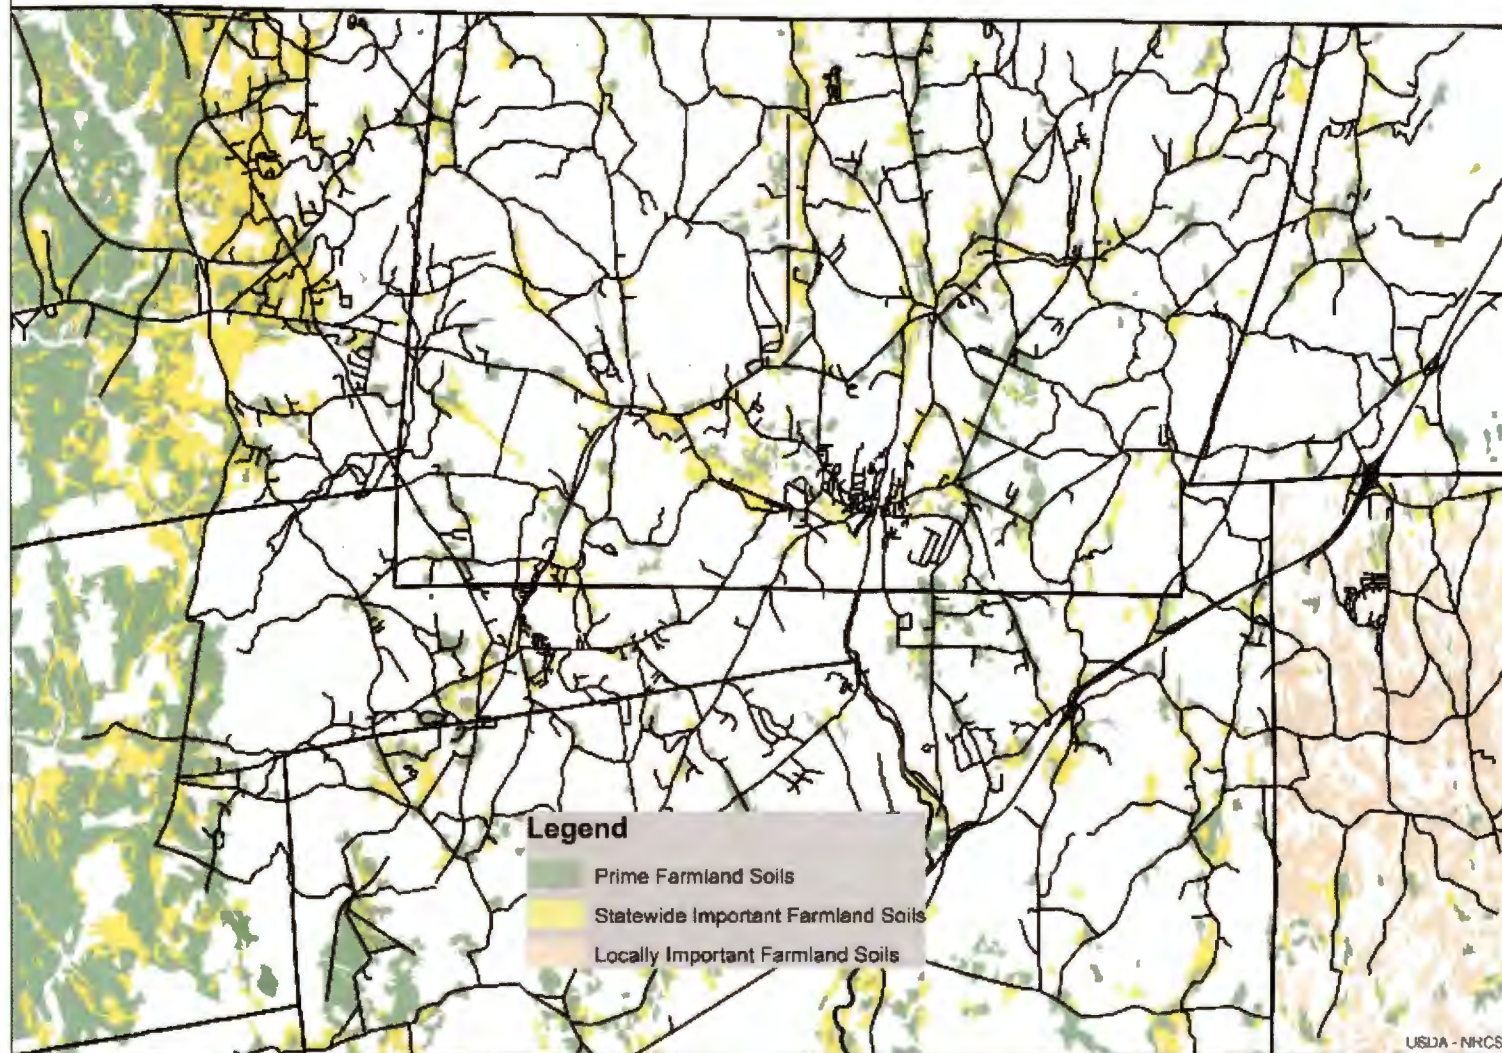 Legend
Prime Farmland Soils
Statewide Important Farmland Soils
Locally Important Farmland Soils
USDA - NRCS